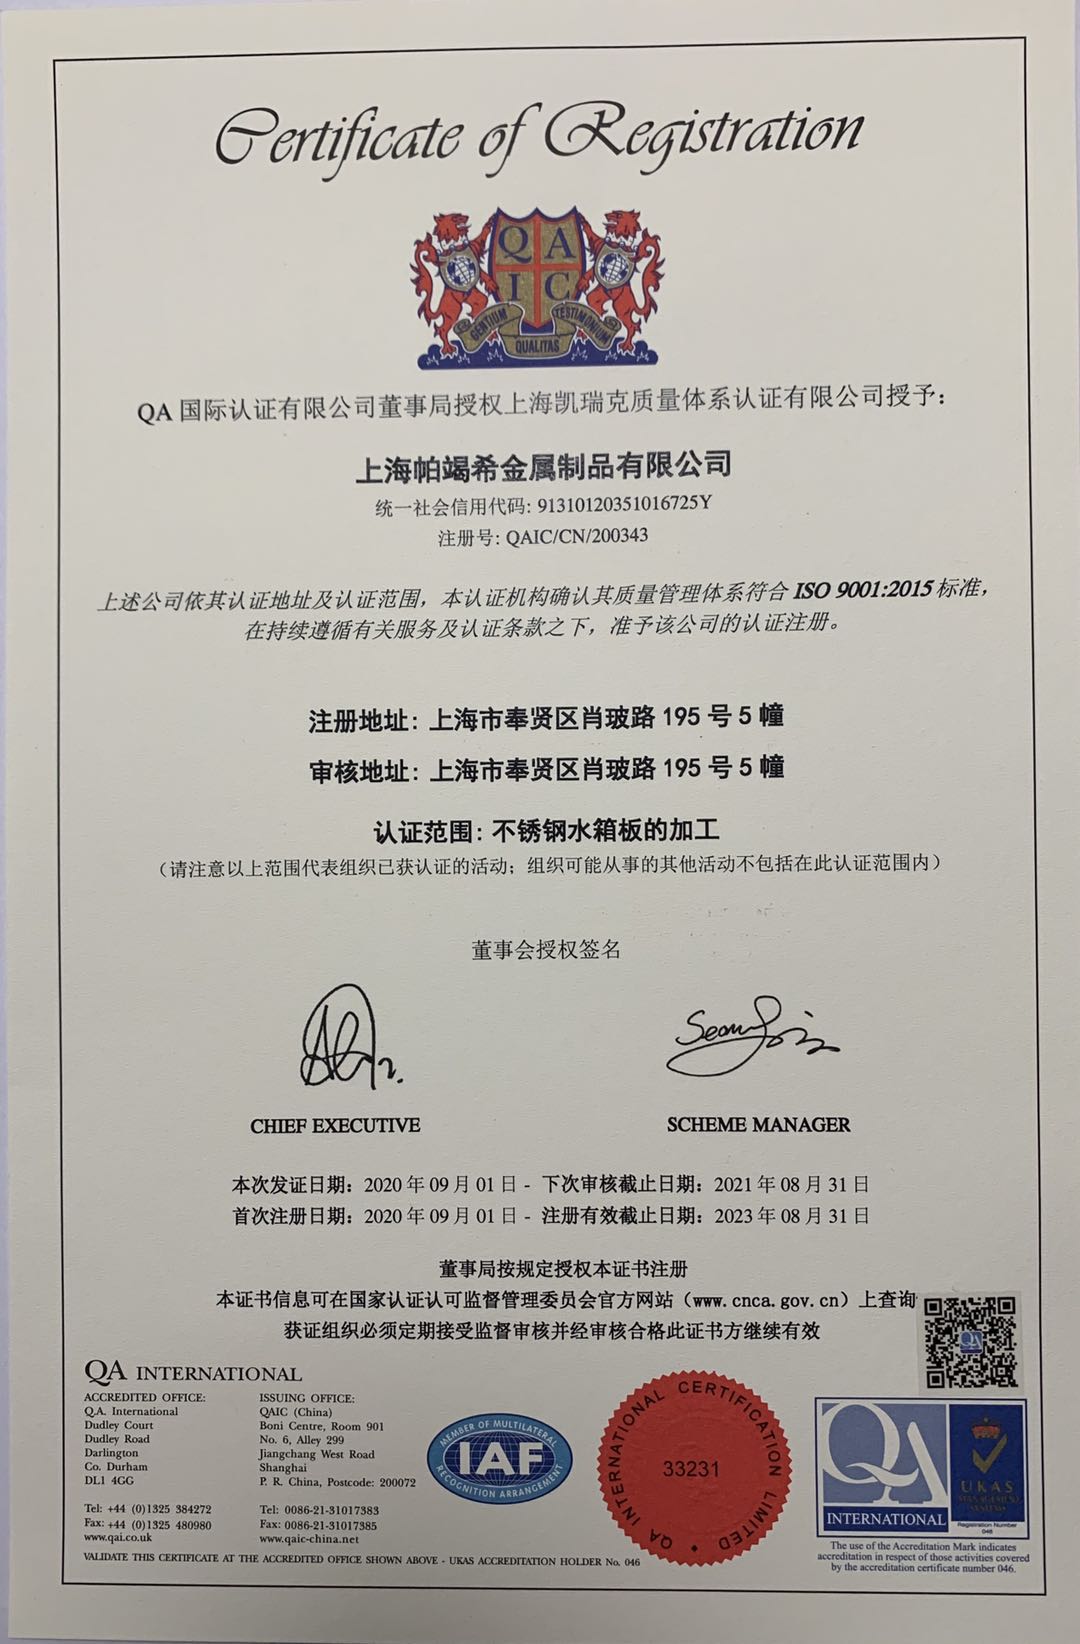 Certificate of Registration
QA
IC
GENTIUM
QUALITAS
TESTIMONIUM
QA 国际认证有限公司董事局授权上海凯瑞克质量体系认证有限公司授予：
上海帕竭希金属制品有限公司
统一社会信用代码: 91310120351016725Y
注册号: QAIC/CN/200343
上述公司依其认证地址及认证范围，本认证机构确认其质量管理体系符合 ISO 9001:2015 标准，
在持续遵循有关服务及认证条款之下，准予该公司的认证注册。
注册地址: 上海市奉贤区肖玻路 195 号 5 幢
审核地址: 上海市奉贤区肖玻路 195 号 5 幢
认证范围: 不锈钢水箱板的加工
（请注意以上范围代表组织已获认证的活动；组织可能从事的其他活动不包括在此认证范围内）
董事会授权签名
CHIEF EXECUTIVE
SCHEME MANAGER
本次发证日期：2020 年 09 月 01 日 - 下次审核截止日期：2021 年 08 月 31 日
首次注册日期：2020 年 09 月 01 日 - 注册有效截止日期：2023 年 08 月 31 日
董事局按规定授权本证书注册
本证书信息可在国家认证认可监督管理委员会官方网站（www.cnca.gov.cn）上查询
获证组织必须定期接受监督审核并经审核合格此证书方继续有效
QA INTERNATIONAL
ACCREDITED OFFICE:
Q.A. International
Dudley Court
Dudley Road
Darlington
Co. Durham
DL1 4GG
Tel: +44 (0)1325 384272
Fax: +44 (0)1325 480980
www.qai.co.uk
ISSUING OFFICE:
QAIC (China)
Boni Centre, Room 901
No. 6, Alley 299
Jiangchang West Road
Shanghai
P. R. China, Postcode: 200072
Tel: 0086-21-31017383
Fax: 0086-21-31017385
www.qaic-china.net
VALIDATE THIS CERTIFICATE AT THE ACCREDITED OFFICE SHOWN ABOVE - UKAS ACCREDITATION HOLDER No. 046
MEMBER OF MULTILATERAL
IAF
RECOGNITION ARRANGEMENT
QA INTERNATIONAL CERTIFICATION LIMITED
33231
QA
QA
INTERNATIONAL
UKAS
MANAGEMENT
SYSTEMS
Registration Number
046
The use of the Accreditation Mark indicates
accreditation in respect of those activities covered
by the accreditation certificate number 046.